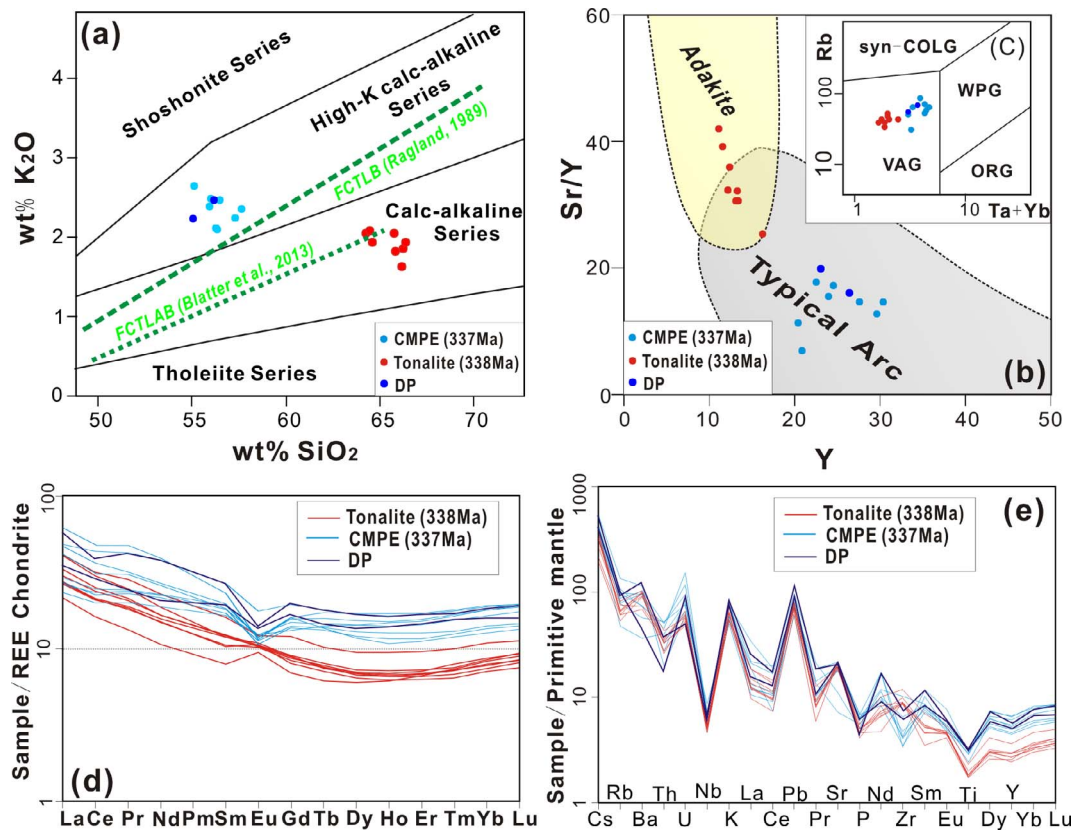 (a)
wt% K2O
4
3
2
1
0
Shoshonite Series
High-K calc-alkaline
Series
FCTLB (Ragland, 1989)
Calc-alkaline
Series
FCTLAB (Blatter et al., 2013)
Tholeiite Series
CMPE (337Ma)
Tonalite (338Ma)
DP
50
55
60
65
70
wt% SiO2
Sr/Y
60
40
20
0
Adakite
Typical Arc
CMPE (337Ma)
Tonalite (338Ma)
DP
(b)
0
10
20
30
40
50
Y
(C)
Rb
100
10
syn-COLG
WPG
VAG
ORG
1
10
Ta+Yb
Sample/REE Chondrite
100
10
1
Tonalite (338Ma)
CMPE (337Ma)
DP
(d)
La Ce Pr Nd Pm Sm Eu Gd Tb Dy Ho Er Tm Yb Lu
Sample/Primitive mantle
1000
100
10
1
Tonalite (338Ma)
CMPE (337Ma)
DP
(e)
Rb Th Nb La Pb Sr Nd Sm Ti Y
Cs Ba U K Ce Pr P Zr Eu Dy Yb Lu